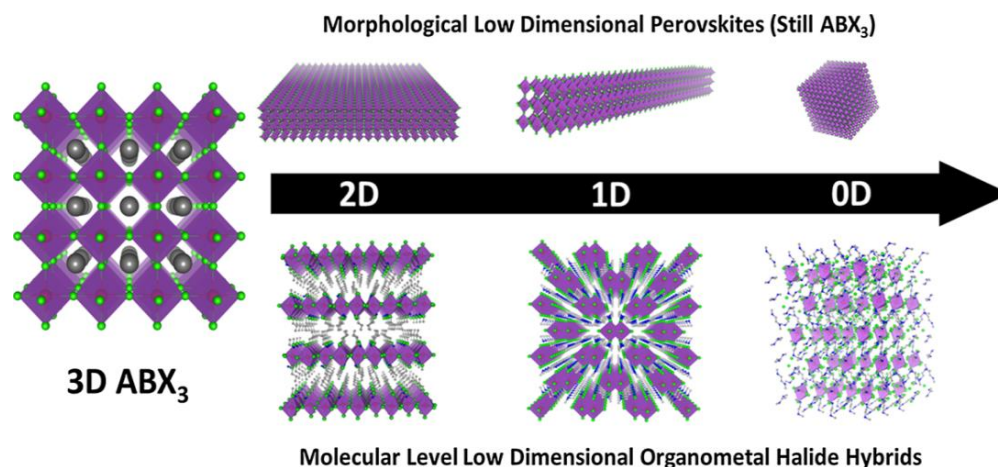 Morphological Low Dimensional Perovskites (Still ABX₃)
2D
1D
0D
3D ABX₃
Molecular Level Low Dimensional Organometal Halide Hybrids